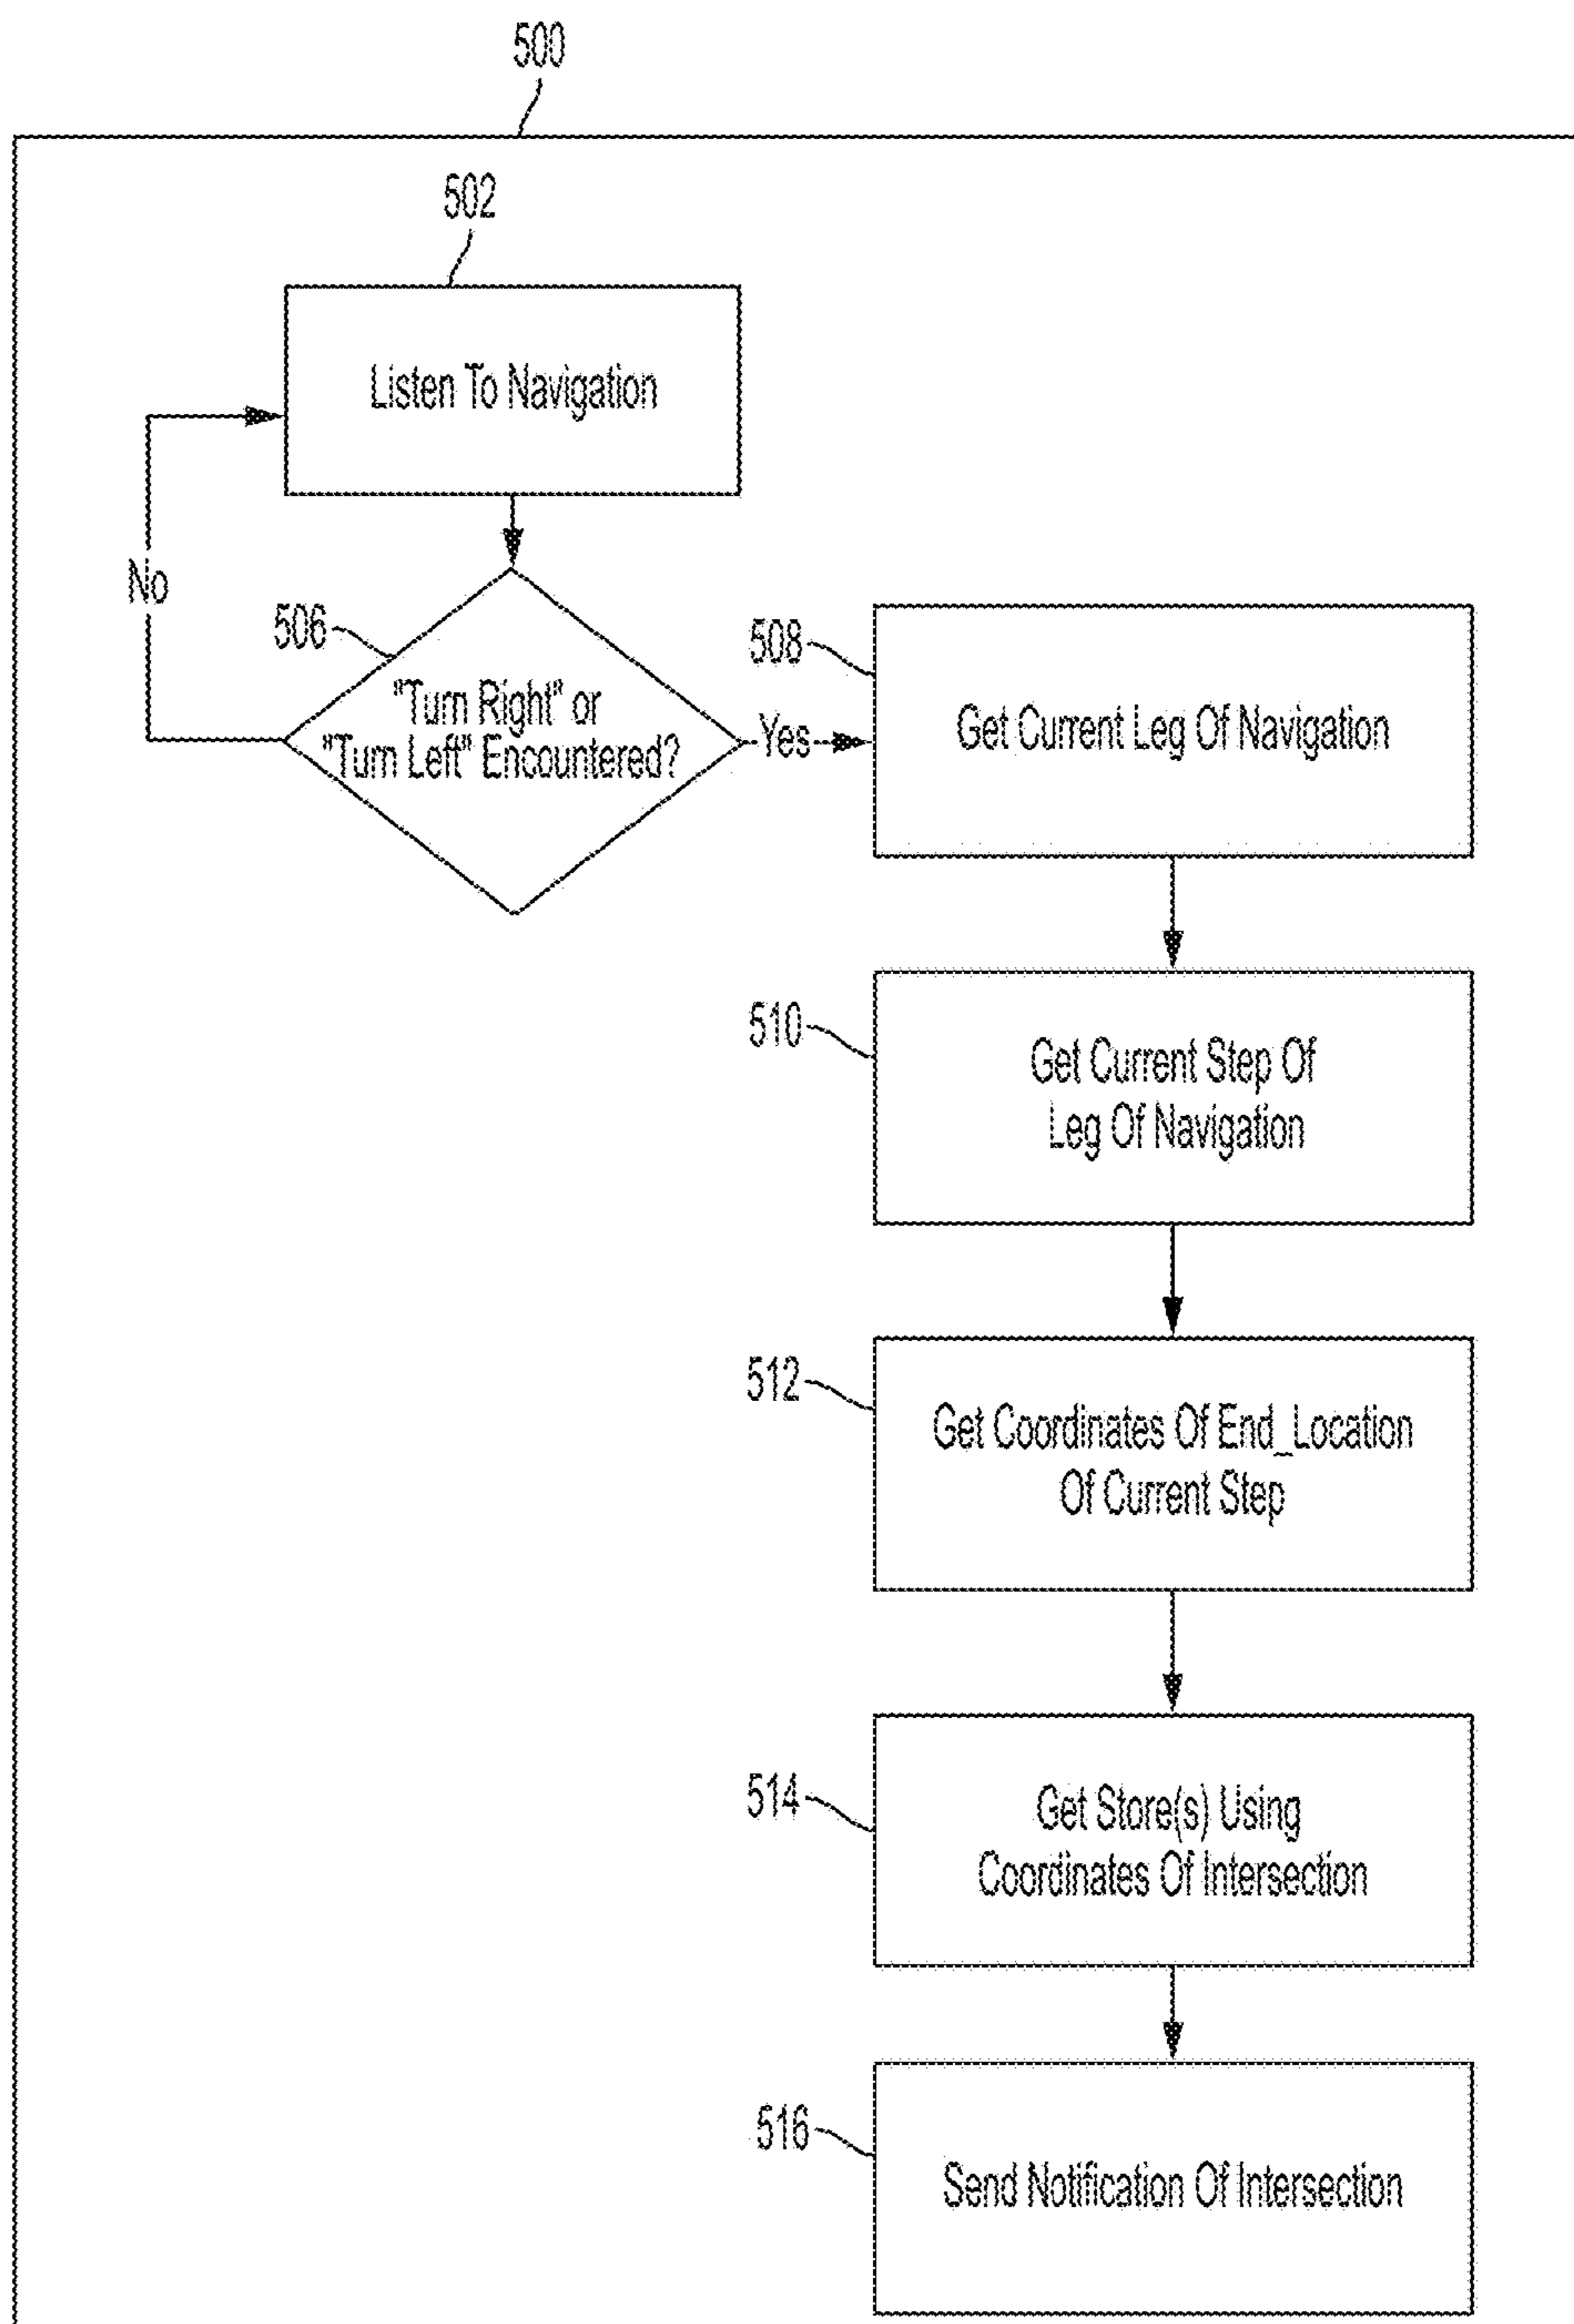 500
502
Listen To Navigation
No
506
"Turn Right" or
"Turn Left" Encountered?
Yes
508
Get Current Leg Of Navigation
510
Get Current Step Of
Leg Of Navigation
512
Get Coordinates Of End_Location
Of Current Step
514
Get Store(s) Using
Coordinates Of Intersection
516
Send Notification Of Intersection